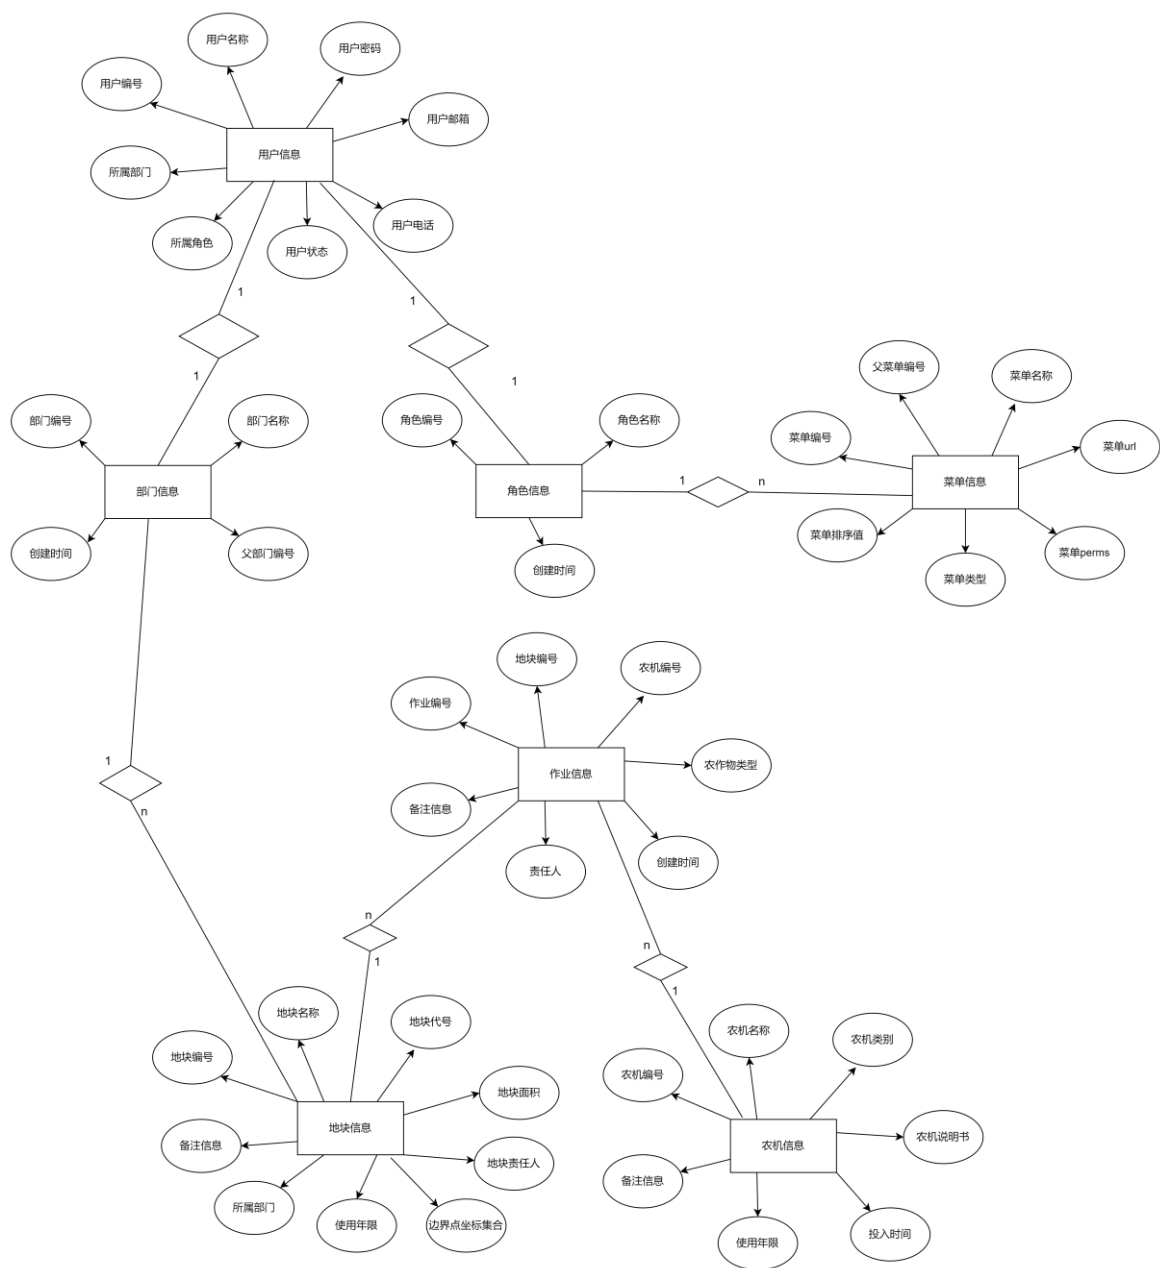 用户名称
用户密码
用户编号
用户邮箱
用户信息
所属部门
用户电话
所属角色
用户状态
1
1
1
1
父菜单编号
菜单名称
部门编号
部门名称
角色编号
角色名称
菜单编号
菜单url
部门信息
角色信息
1
n
菜单信息
创建时间
父部门编号
创建时间
菜单排序值
菜单类型
菜单perms
地块编号
农机编号
作业编号
1
作业信息
农作物类型
n
备注信息
责任人
创建时间
n
1
n
1
地块名称
地块代号
农机名称
农机类别
地块编号
农机编号
地块面积
地块信息
农机说明书
备注信息
地块责任人
农机信息
备注信息
所属部门
使用年限
边界点坐标集合
使用年限
投入时间